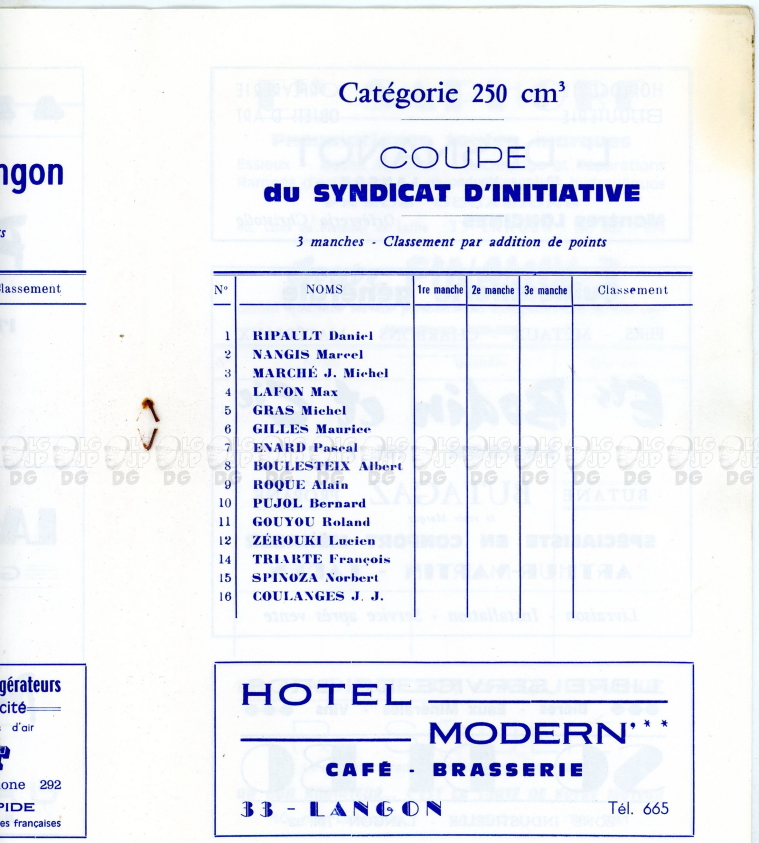 Catégorie 250 cm³
COUPE
du SYNDICAT D'INITIATIVE
3 manches - Classement par addition de points
N° NOMS 1re manche 2e manche 3e manche Classement
1 RIPAULT Daniel
2 NANGIS Marcel
3 MARCHÉ J. Michel
4 LAFON Max
5 GRAS Michel
6 GILLES Maurice
7 ENARD Pascal
8 BOULESTEIX Albert
9 ROQUE Alain
10 PUJOL Bernard
11 GOUYOU Roland
12 ZÉROUKI Lucien
14 TRIARTE François
15 SPINOZA Norbert
16 COULANGES J. J.
HOTEL
MODERN'***
CAFÉ - BRASSERIE
33 - LANGON Tél. 665
ngon
lassement
gérateurs
cité
d'air
one 292
PIDE
es françaises